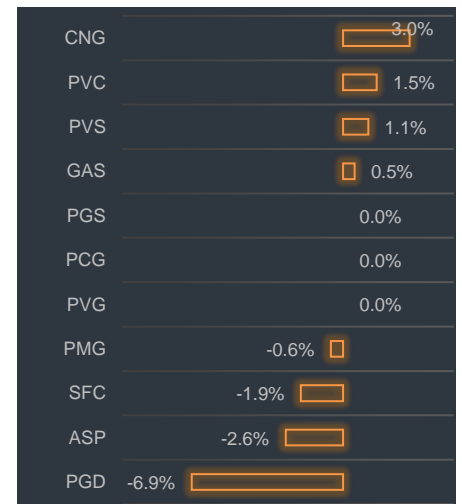 CNG 3.0%
PVC 1.5%
PVS 1.1%
GAS 0.5%
PGS 0.0%
PCG 0.0%
PVG 0.0%
PMG -0.6%
SFC -1.9%
ASP -2.6%
PGD -6.9%